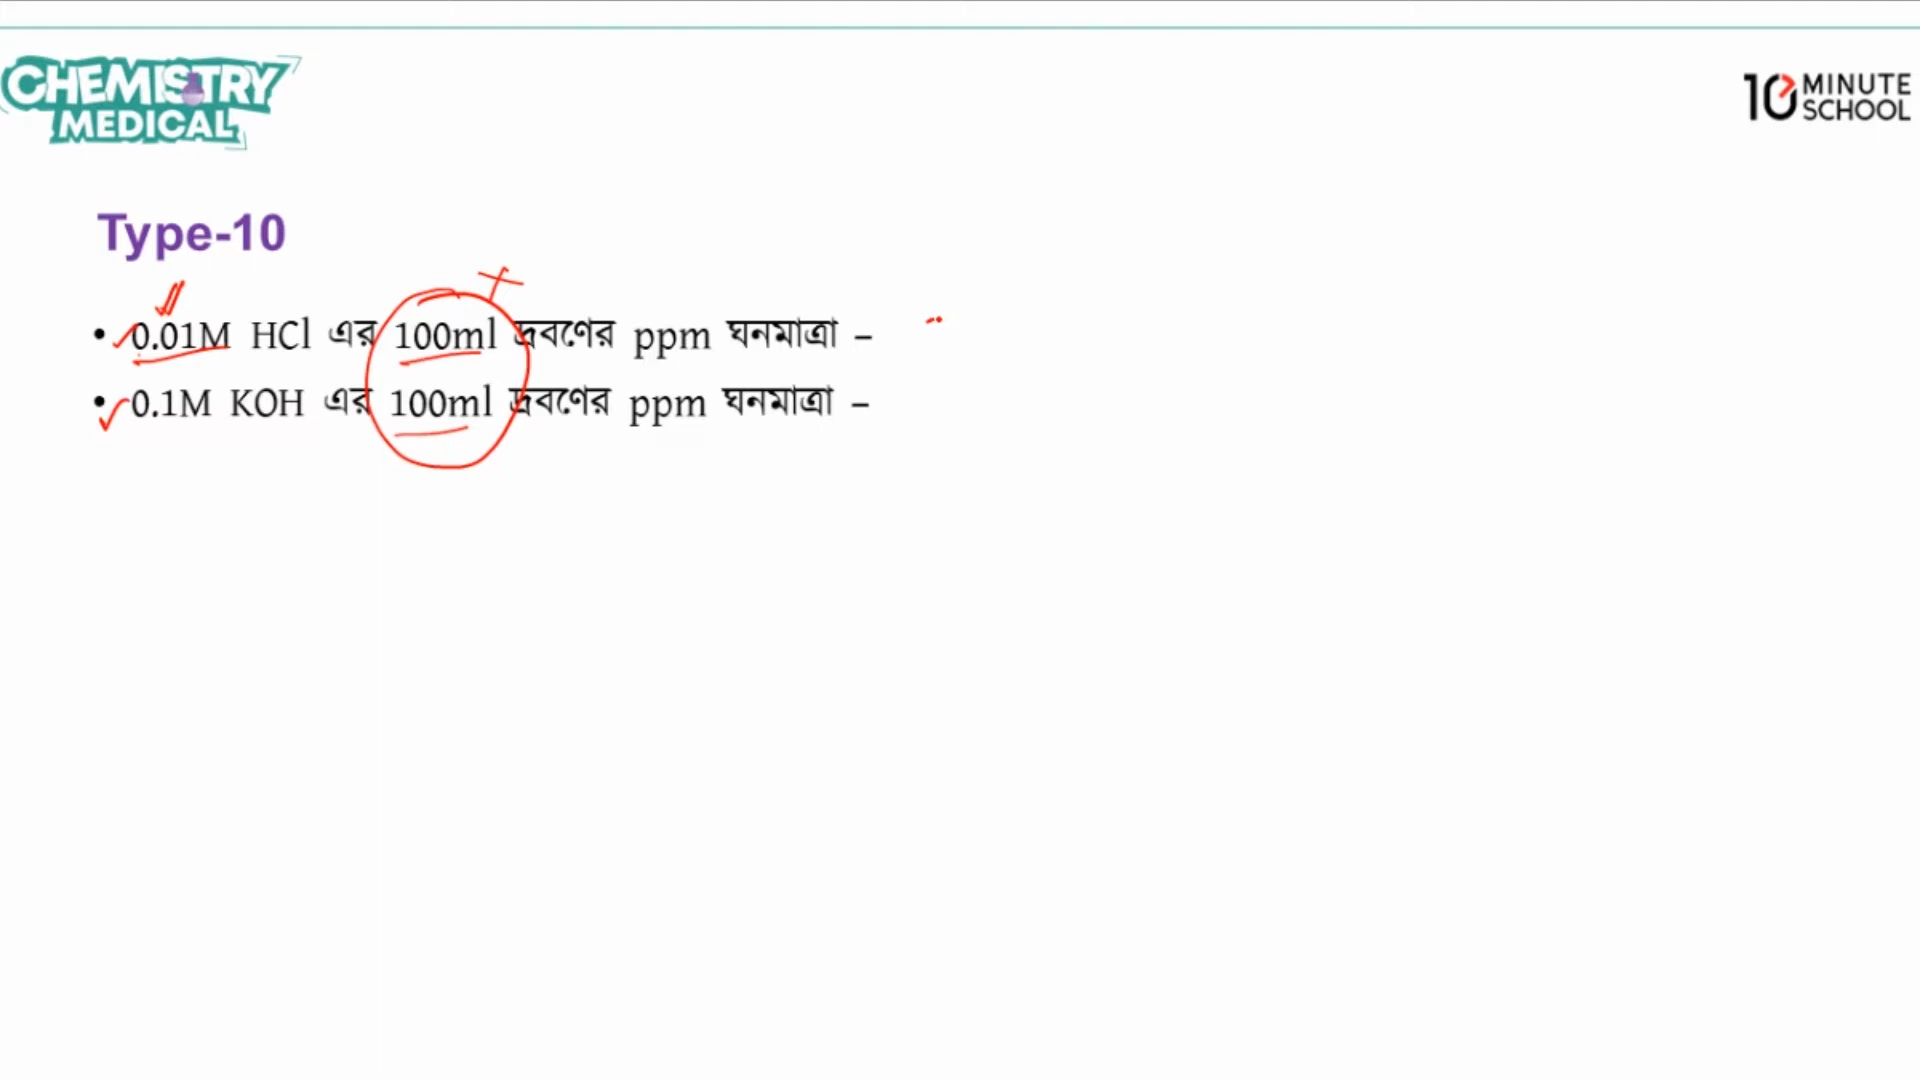 CHEMISTRY
MEDICAL
10 MINUTE
SCHOOL
Type-10
• 0.01M HCl এর 100ml দ্রবণের ppm ঘনমাত্রা –
• 0.1M KOH এর 100ml দ্রবণের ppm ঘনমাত্রা –